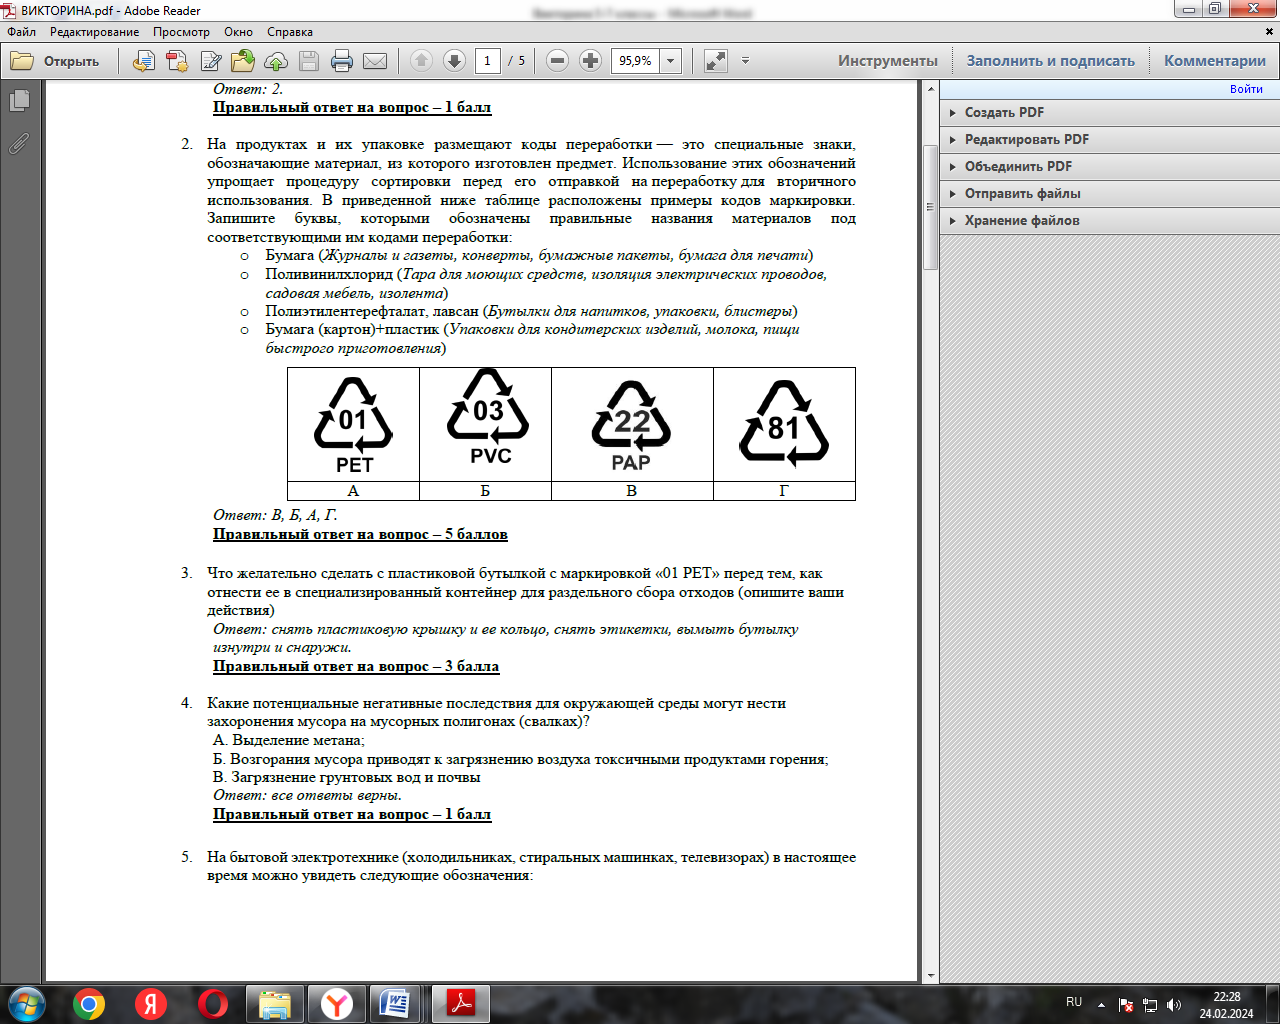 ВИКТОРИНА.pdf - Adobe Reader
Файл Редактирование Просмотр Окно Справка
Открыть 1 / 5 95,9% Инструменты Заполнить и подписать Комментарии
Войти
Создать PDF
Редактировать PDF
Объединить PDF
Отправить файлы
Хранение файлов
Ответ: 2.
Правильный ответ на вопрос – 1 балл
2. На продуктах и их упаковке размещают коды переработки — это специальные знаки,
обозначающие материал, из которого изготовлен предмет. Использование этих обозначений
упрощает процедуру сортировки перед его отправкой на переработку для вторичного
использования. В приведенной ниже таблице расположены примеры кодов маркировки.
Запишите буквы, которыми обозначены правильные названия материалов под
соответствующими им кодами переработки:
o Бумага (Журналы и газеты, конверты, бумажные пакеты, бумага для печати)
o Поливинилхлорид (Тара для моющих средств, изоляция электрических проводов,
садовая мебель, изолента)
o Полиэтилентерефталат, лавсан (Бутылки для напитков, упаковки, блистеры)
o Бумага (картон)+пластик (Упаковки для кондитерских изделий, молока, пищи
быстрого приготовления)
01 03 22 81
PET PVC PAP
А Б В Г
Ответ: В, Б, А, Г.
Правильный ответ на вопрос – 5 баллов
3. Что желательно сделать с пластиковой бутылкой с маркировкой «01 PET» перед тем, как
отнести ее в специализированный контейнер для раздельного сбора отходов (опишите ваши
действия)
Ответ: снять пластиковую крышку и ее кольцо, снять этикетки, вымыть бутылку
изнутри и снаружи.
Правильный ответ на вопрос – 3 балла
4. Какие потенциальные негативные последствия для окружающей среды могут нести
захоронения мусора на мусорных полигонах (свалках)?
А. Выделение метана;
Б. Возгорания мусора приводят к загрязнению воздуха токсичными продуктами горения;
В. Загрязнение грунтовых вод и почвы
Ответ: все ответы верны.
Правильный ответ на вопрос – 1 балл
5. На бытовой электротехнике (холодильниках, стиральных машинках, телевизорах) в настоящее
время можно увидеть следующие обозначения:
RU 22:28
24.02.2024